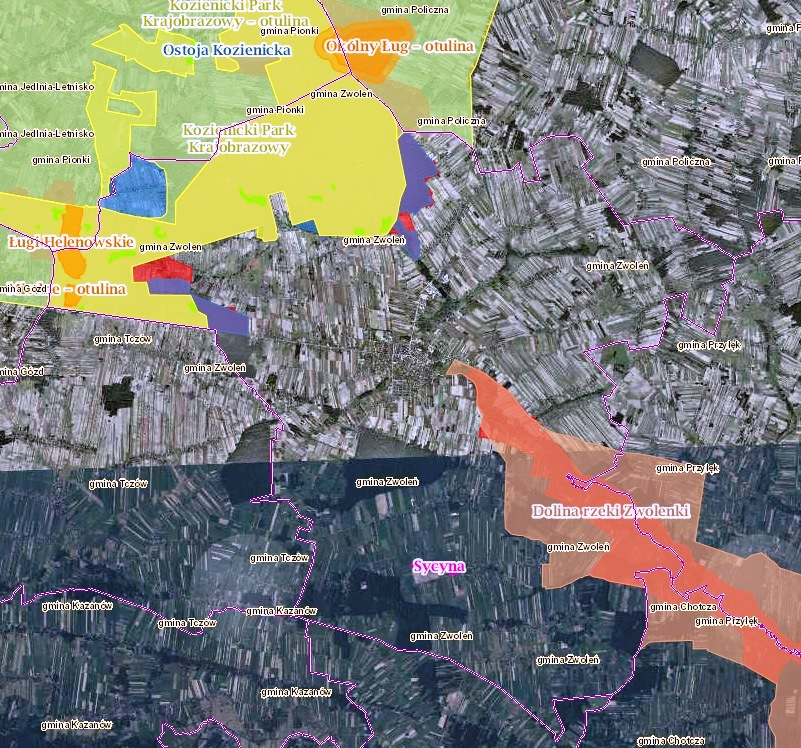 Kozienicki Park
Krajobrazowy – otulina
gmina Policzna
gmina Pionki
Ostoja Kozienicka
Okólny Ług – otulina
mina Jedlnia-Letnisko
gmina Zwoleń
gmina Pionki
gmina Policzna
mina Jedlnia-Letnisko
Kozienicki Park
Krajobrazowy
gmina Pionki
gmina Policzna
Ługi Helenowskie
gmina Zwoleń
gmina Zwoleń
gmina Zwoleń
mina Gózd
e – otulina
gmina Tczów
gmina Przyłęk
mina Gózd
gmina Zwoleń
gmina Przyłęk
gmina Tczów
gmina Zwoleń
Dolina rzeki Zwolenki
gmina Zwoleń
gmina Tczów
Sycyna
gmina Kazanów
gmina Kazanów
gmina Chotcza
gmina Tczów
gmina Przyłęk
gmina Zwoleń
gmina Zwoleń
gmina Kazanów
gmina Kazanów
gmina Chotcza